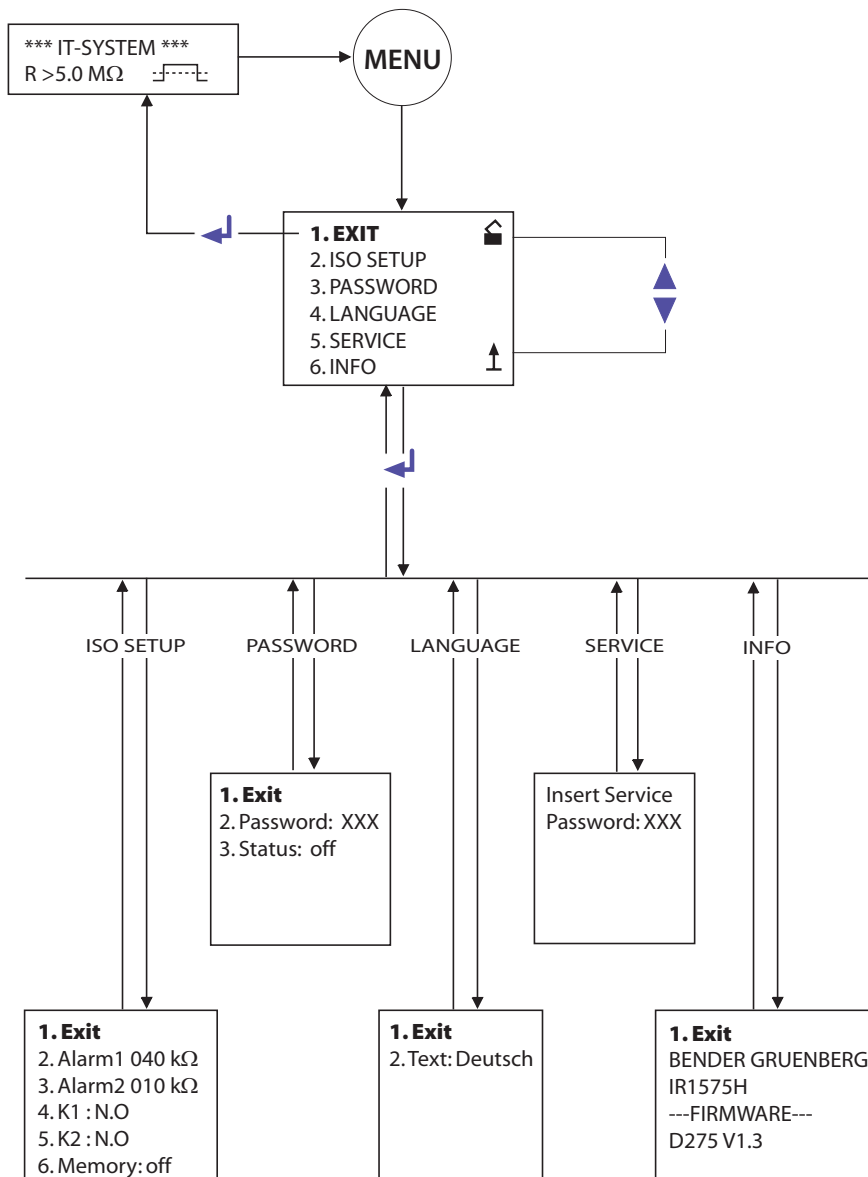 *** IT-SYSTEM ***
R >5.0 MΩ
MENU
1. EXIT
2. ISO SETUP
3. PASSWORD
4. LANGUAGE
5. SERVICE
6. INFO
ISO SETUP
PASSWORD
LANGUAGE
SERVICE
INFO
1. Exit
2. Password: XXX
3. Status: off
Insert Service
Password: XXX
1. Exit
2. Alarm1 040 kΩ
3. Alarm2 010 kΩ
4. K1 : N.O
5. K2 : N.O
6. Memory: off
1. Exit
2. Text: Deutsch
1. Exit
BENDER GRUENBERG
IR1575H
---FIRMWARE---
D275 V1.3